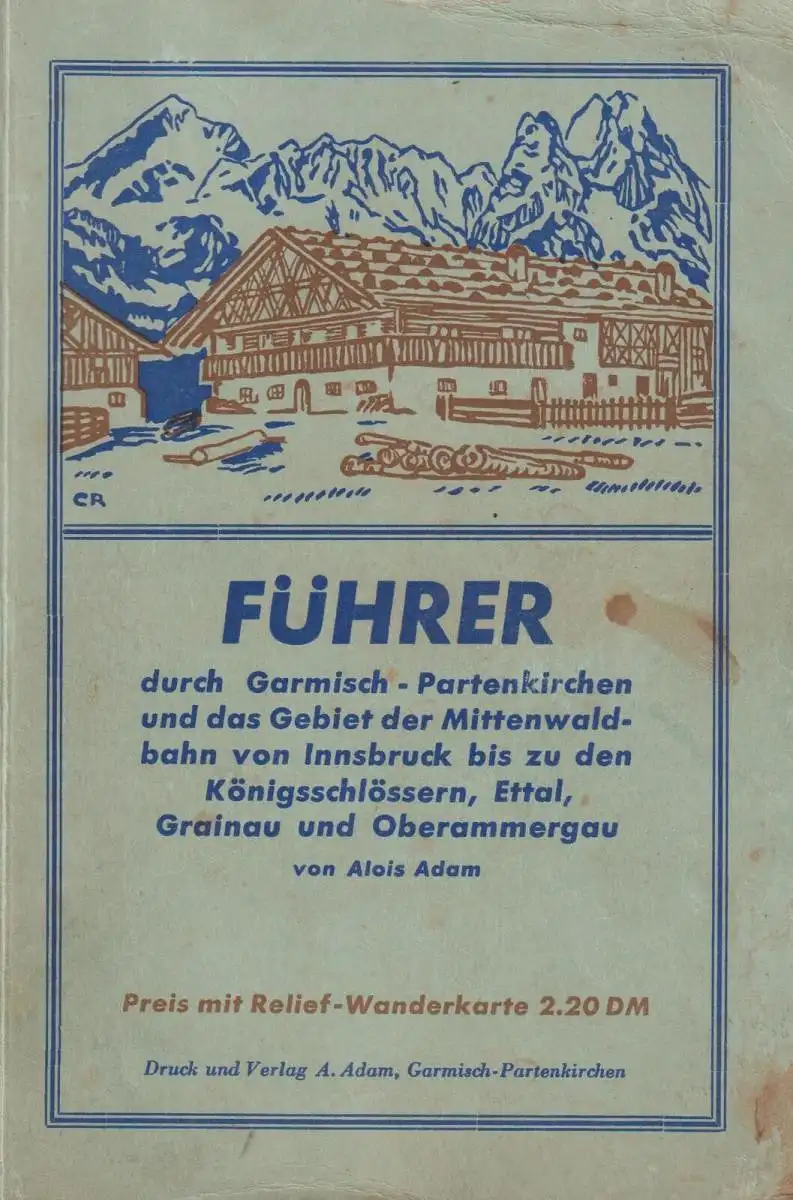 CR
FÜHRER
durch Garmisch - Partenkirchen
und das Gebiet der Mittenwald-
bahn von Innsbruck bis zu den
Königsschlössern, Ettal,
Grainau und Oberammergau
von Alois Adam
Preis mit Relief-Wanderkarte 2.20 DM
Druck und Verlag A. Adam, Garmisch-Partenkirchen